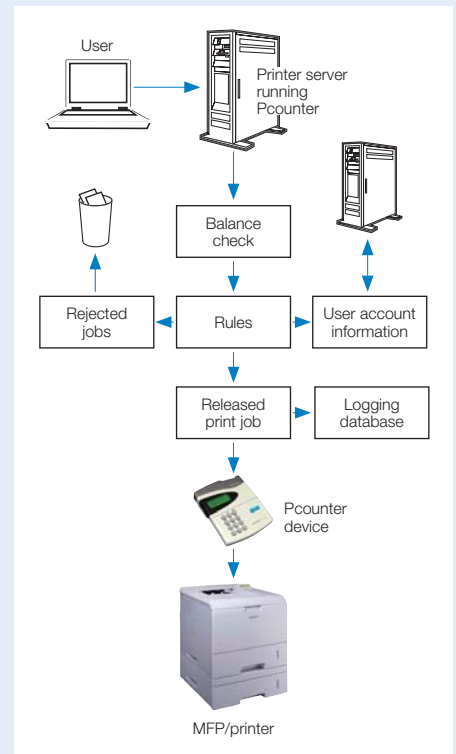 User
Printer server
running
Pcounter
Balance
check
Rejected
jobs
Rules
User account
information
Released
print job
Logging
database
Pcounter
device
MFP/printer